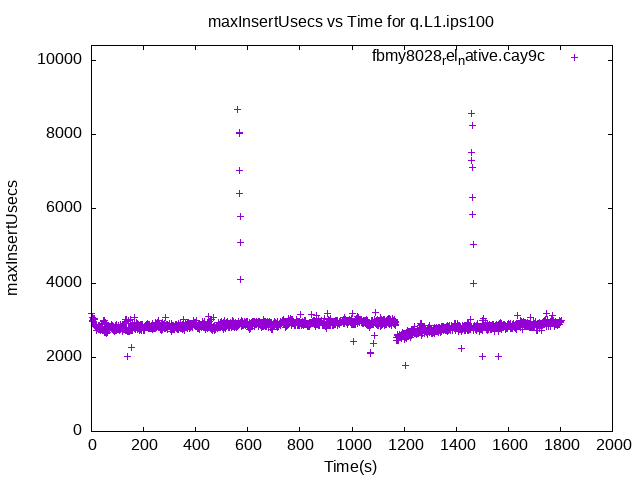 maxInsertUsecs vs Time for q.L1.ips100
fbmy8028relnative.cay9c
10000
8000
6000
4000
2000
0
maxInsertUsecs
0 200 400 600 800 1000 1200 1400 1600 1800 2000
Time(s)